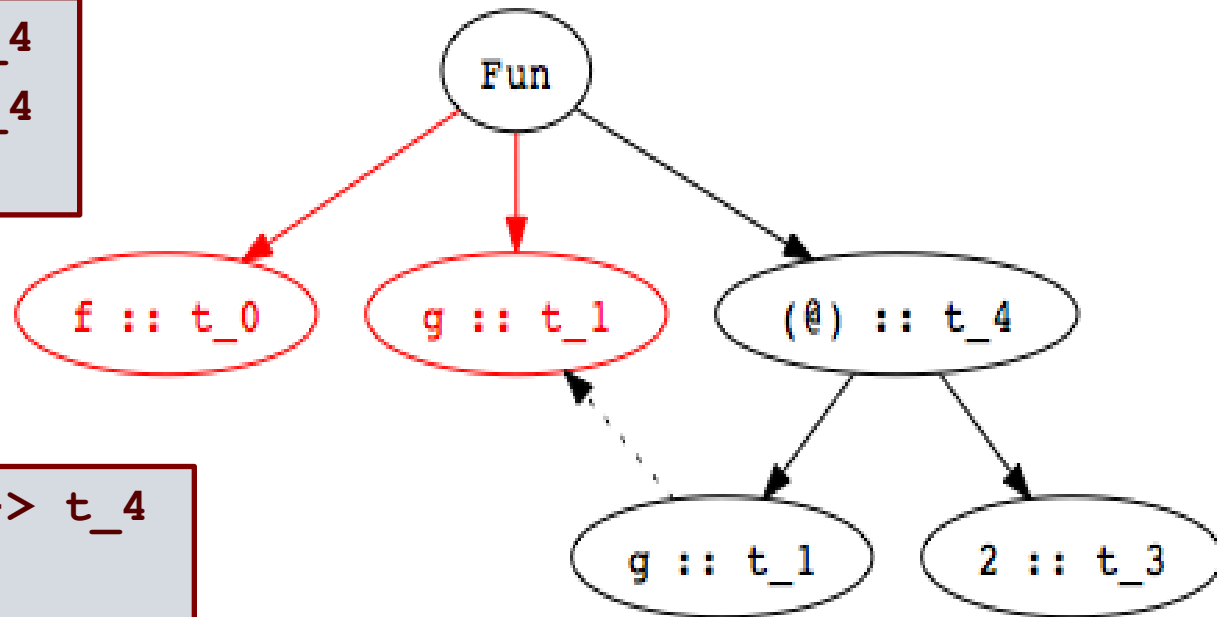 _4
_4
Fun
f :: t_0
g :: t_1
(@) :: t_4
-> t_4
g :: t_1
2 :: t_3